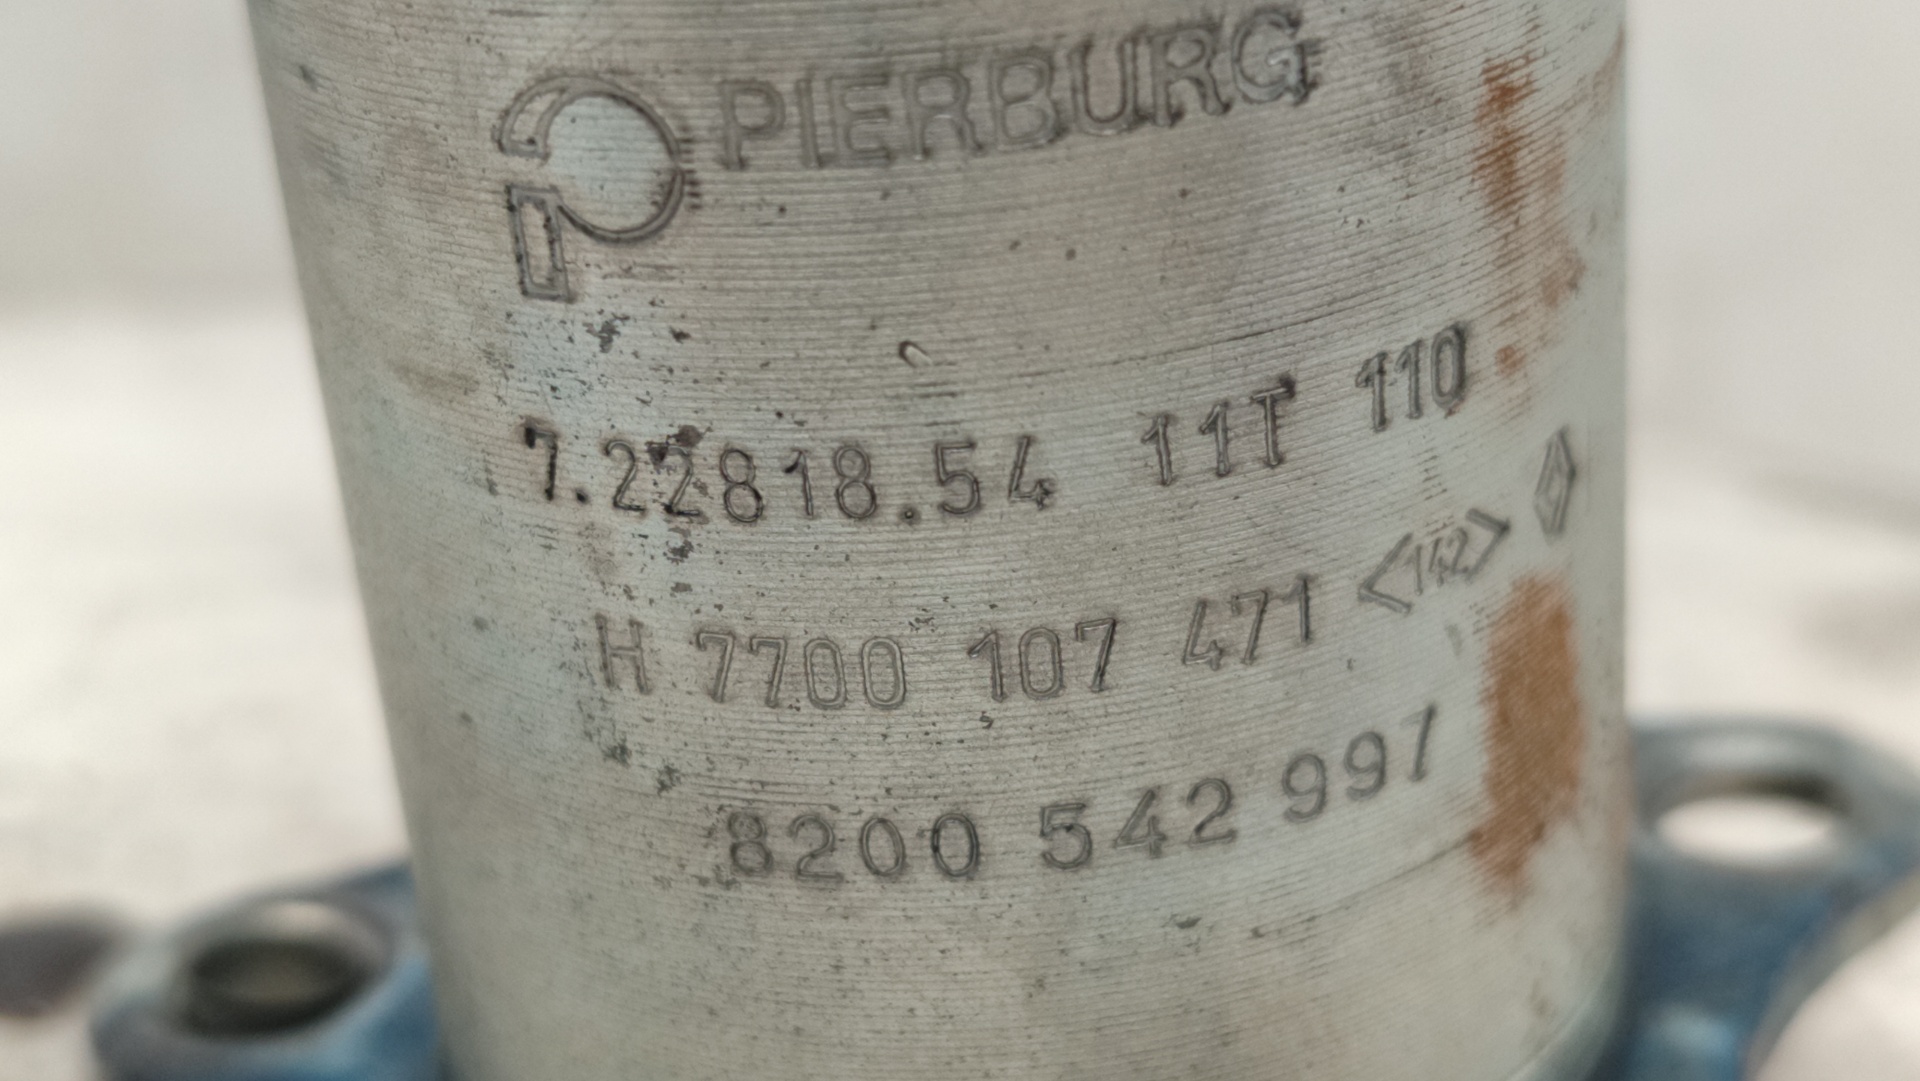 PIERBURG
7.22818.54 11T 110
H 7700 107 471 <142>
8200 542 997